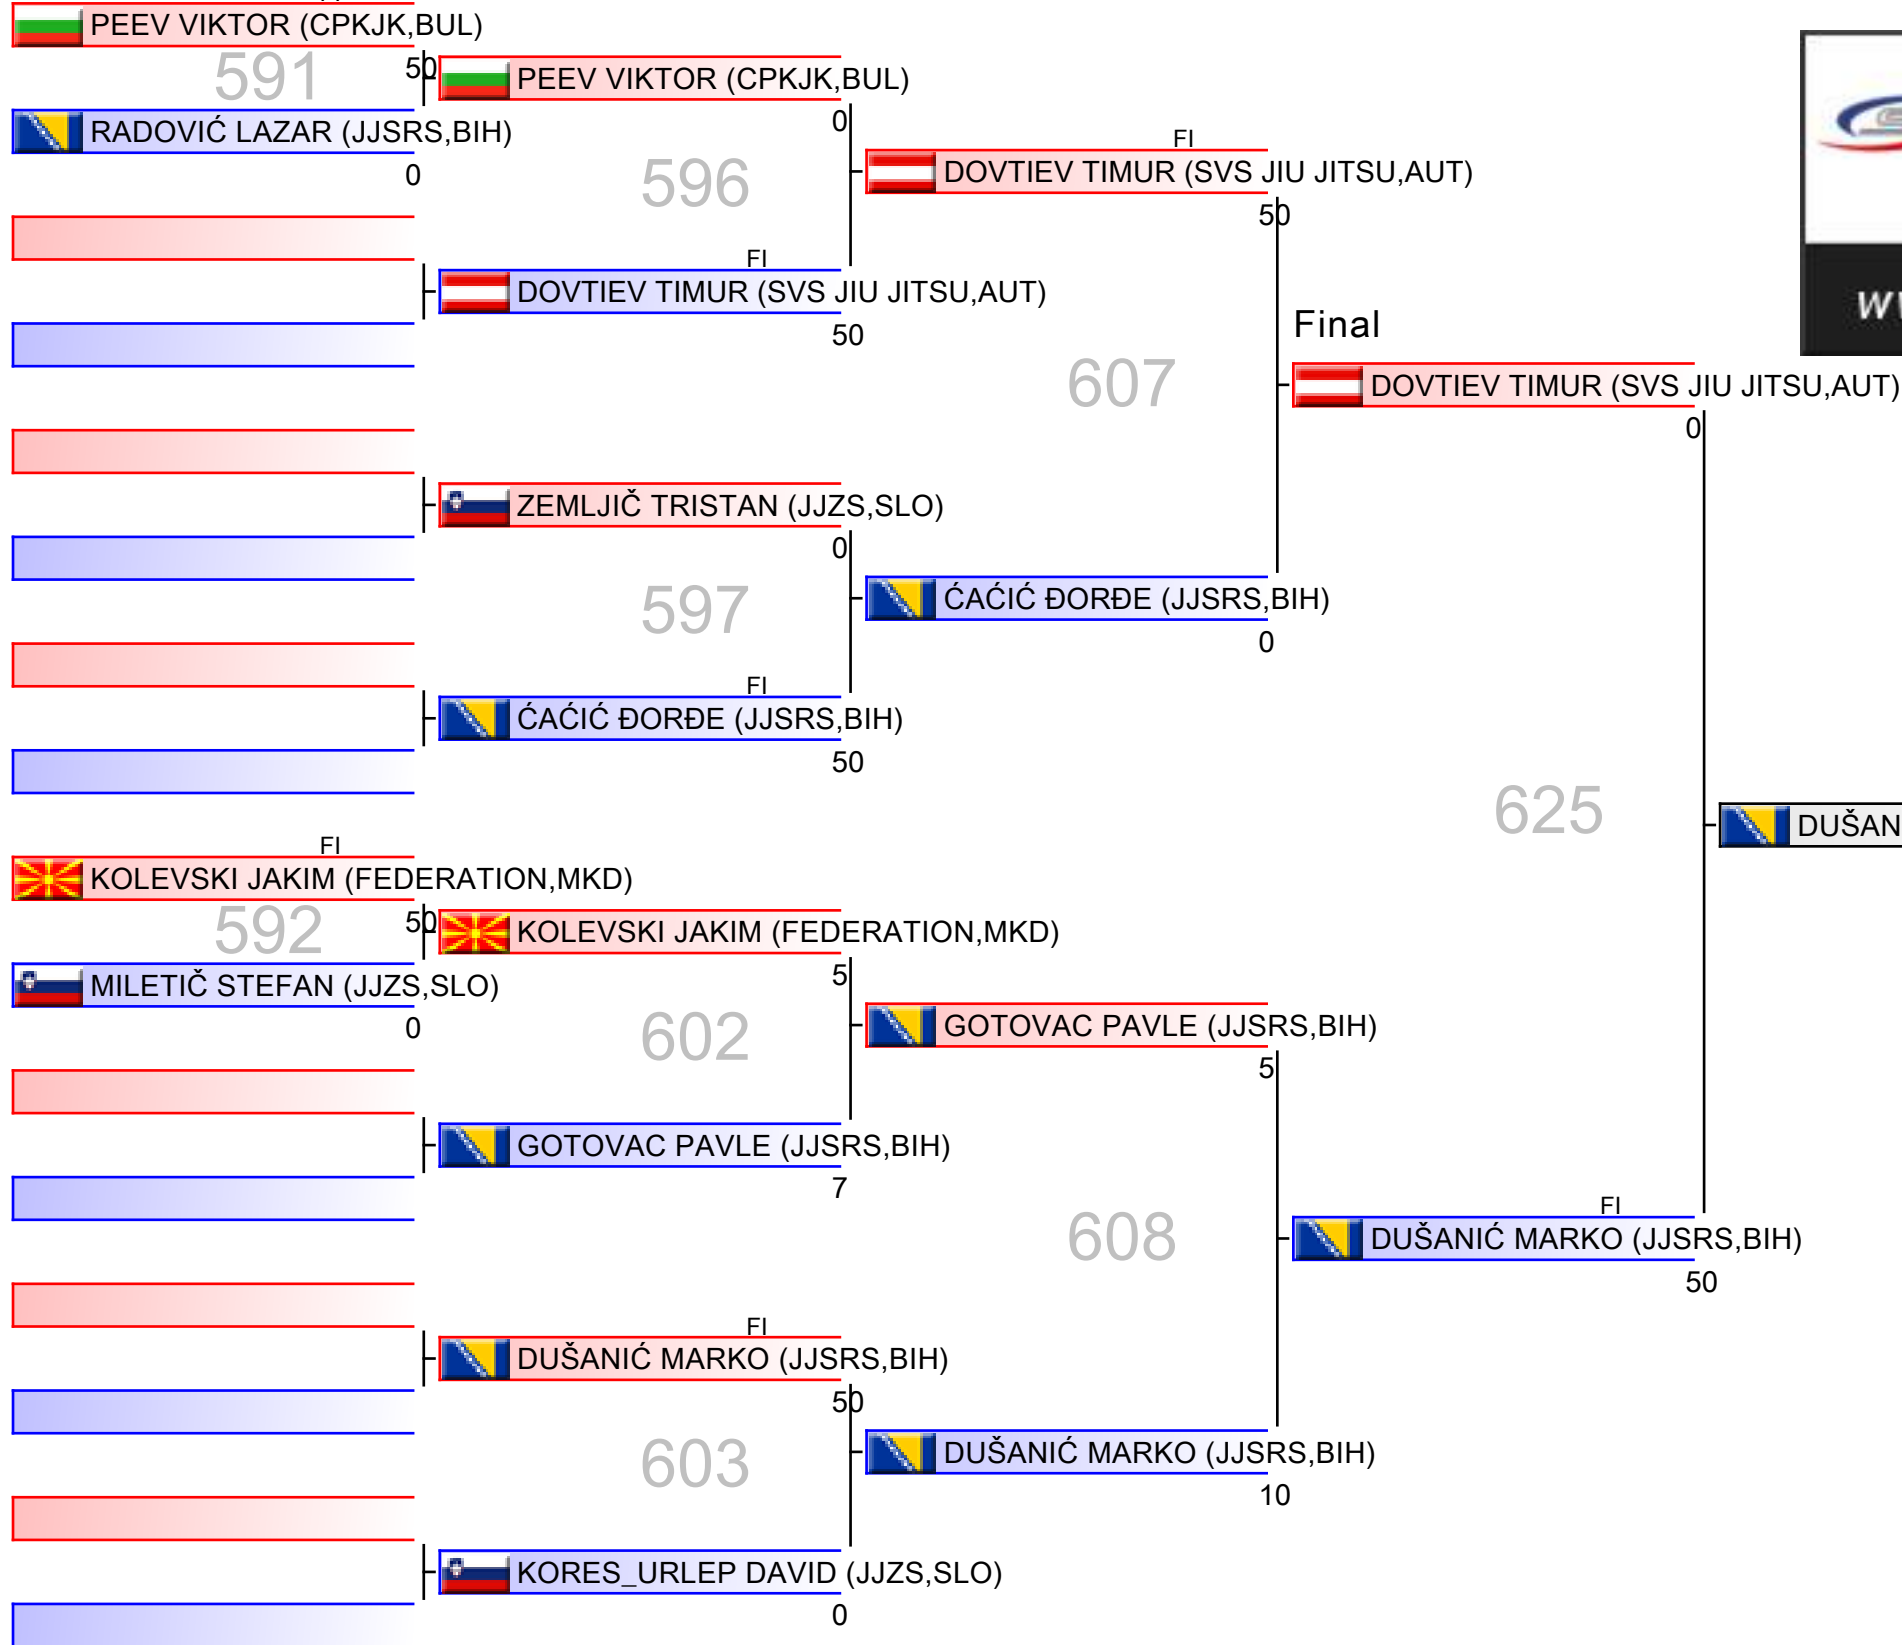 PEEV VIKTOR (CPKJK,BUL)
591
50
PEEV VIKTOR (CPKJK,BUL)
0
RADOVIĆ LAZAR (JJSRS,BIH)
0
596
FI
DOVTIEV TIMUR (SVS JIU JITSU,AUT)
50
FI
DOVTIEV TIMUR (SVS JIU JITSU,AUT)
50
Final
607
DOVTIEV TIMUR (SVS JIU JITSU,AUT)
0
ZEMLJIČ TRISTAN (JJZS,SLO)
0
597
ĆAĆIĆ ĐORĐE (JJSRS,BIH)
0
FI
ĆAĆIĆ ĐORĐE (JJSRS,BIH)
50
625
DUŠAN
FI
KOLEVSKI JAKIM (FEDERATION,MKD)
592
50
KOLEVSKI JAKIM (FEDERATION,MKD)
5
MILETIČ STEFAN (JJZS,SLO)
0
602
GOTOVAC PAVLE (JJSRS,BIH)
5
GOTOVAC PAVLE (JJSRS,BIH)
7
608
FI
DUŠANIĆ MARKO (JJSRS,BIH)
50
FI
DUŠANIĆ MARKO (JJSRS,BIH)
50
603
DUŠANIĆ MARKO (JJSRS,BIH)
10
KORES_URLEP DAVID (JJZS,SLO)
0